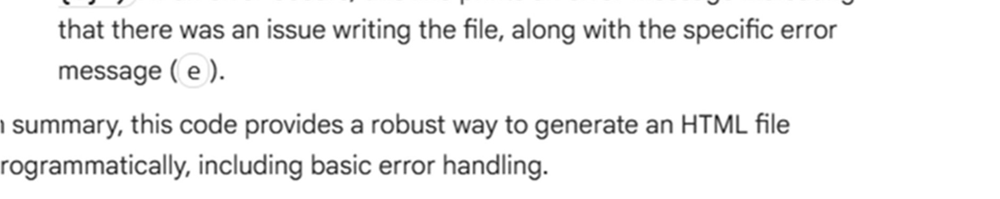 that there was an issue writing the file, along with the specific error
message ( e ).
summary, this code provides a robust way to generate an HTML file
rogrammatically, including basic error handling.